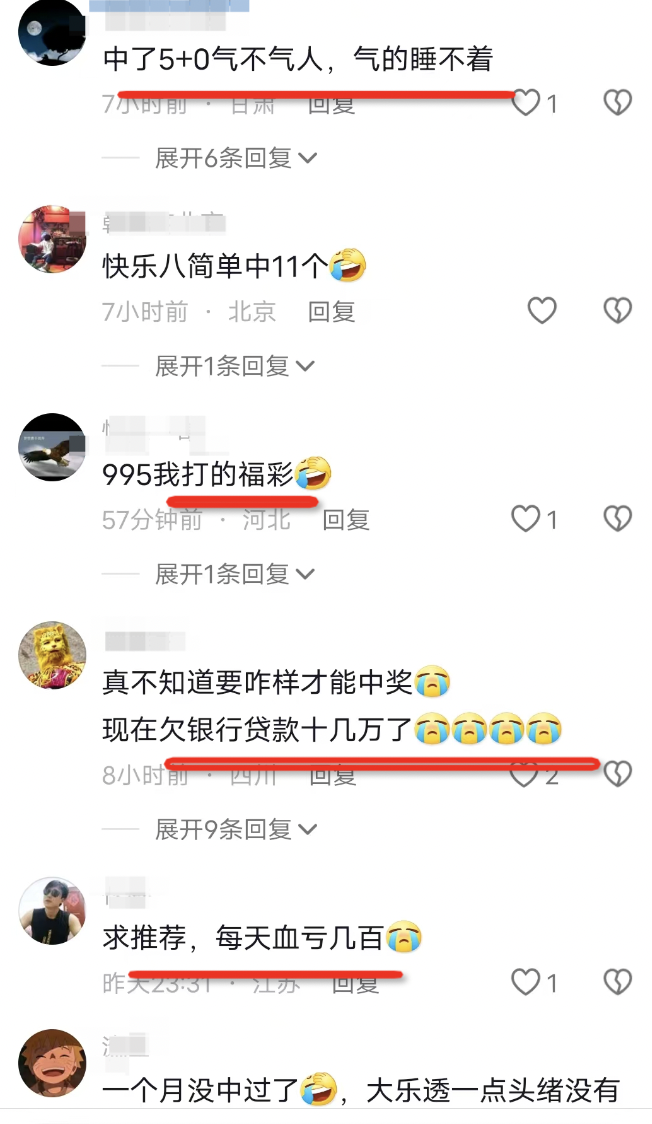 中了5+0气不气人，气的睡不着
7小时前 · 甘肃 回复 1
展开6条回复
快乐八简单中11个🤣
7小时前 · 北京 回复
展开1条回复
995我打的福彩🤣
57分钟前 · 河北 回复 1
展开1条回复
真不知道要咋样才能中奖😭
现在欠银行贷款十几万了😭😭😭😭
8小时前 · 四川 回复 2
展开9条回复
求推荐，每天血亏几百😭
昨天23:31 · 江苏 回复 1
一个月没中过了🤣，大乐透一点头绪没有